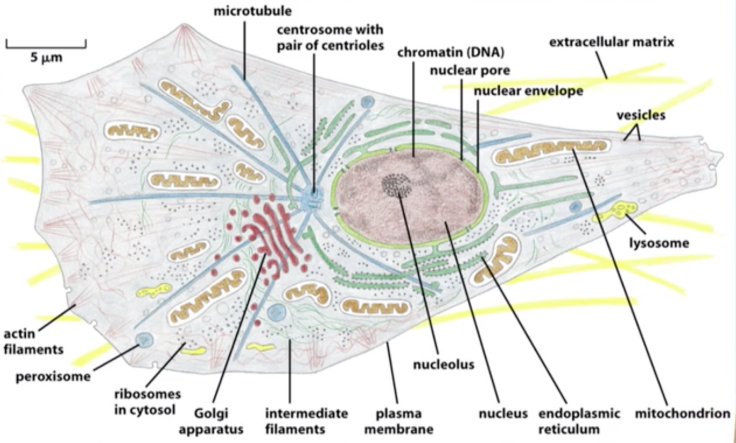 microtubule
centrosome with
pair of centrioles
chromatin (DNA)
nuclear pore
nuclear envelope
extracellular matrix
vesicles
5 μm
lysosome
actin
filaments
peroxisome
ribosomes
in cytosol
Golgi
apparatus
intermediate
filaments
plasma
membrane
nucleolus
nucleus
endoplasmic
reticulum
mitochondrion